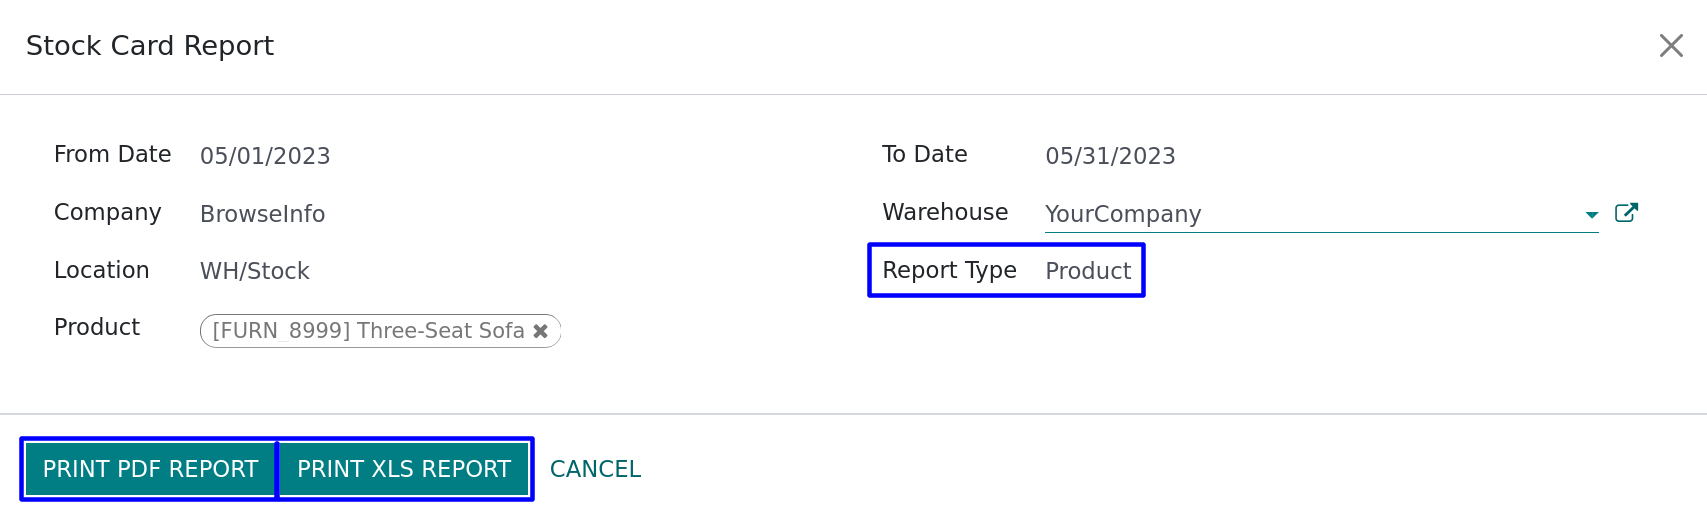 Stock Card Report
From Date 05/01/2023 To Date 05/31/2023
Company BrowseInfo Warehouse YourCompany
Location WH/Stock Report Type Product
Product [FURN_8999] Three-Seat Sofa
PRINT PDF REPORT PRINT XLS REPORT CANCEL